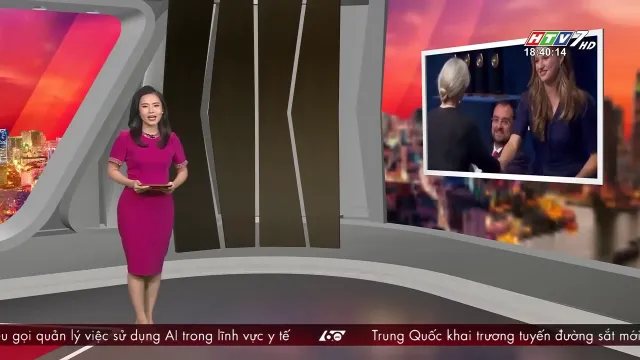 HTV7 HD
18:40:14
u gọi quản lý việc sử dụng AI trong lĩnh vực y tế 60 Trung Quốc khai trương tuyến đường sắt mới